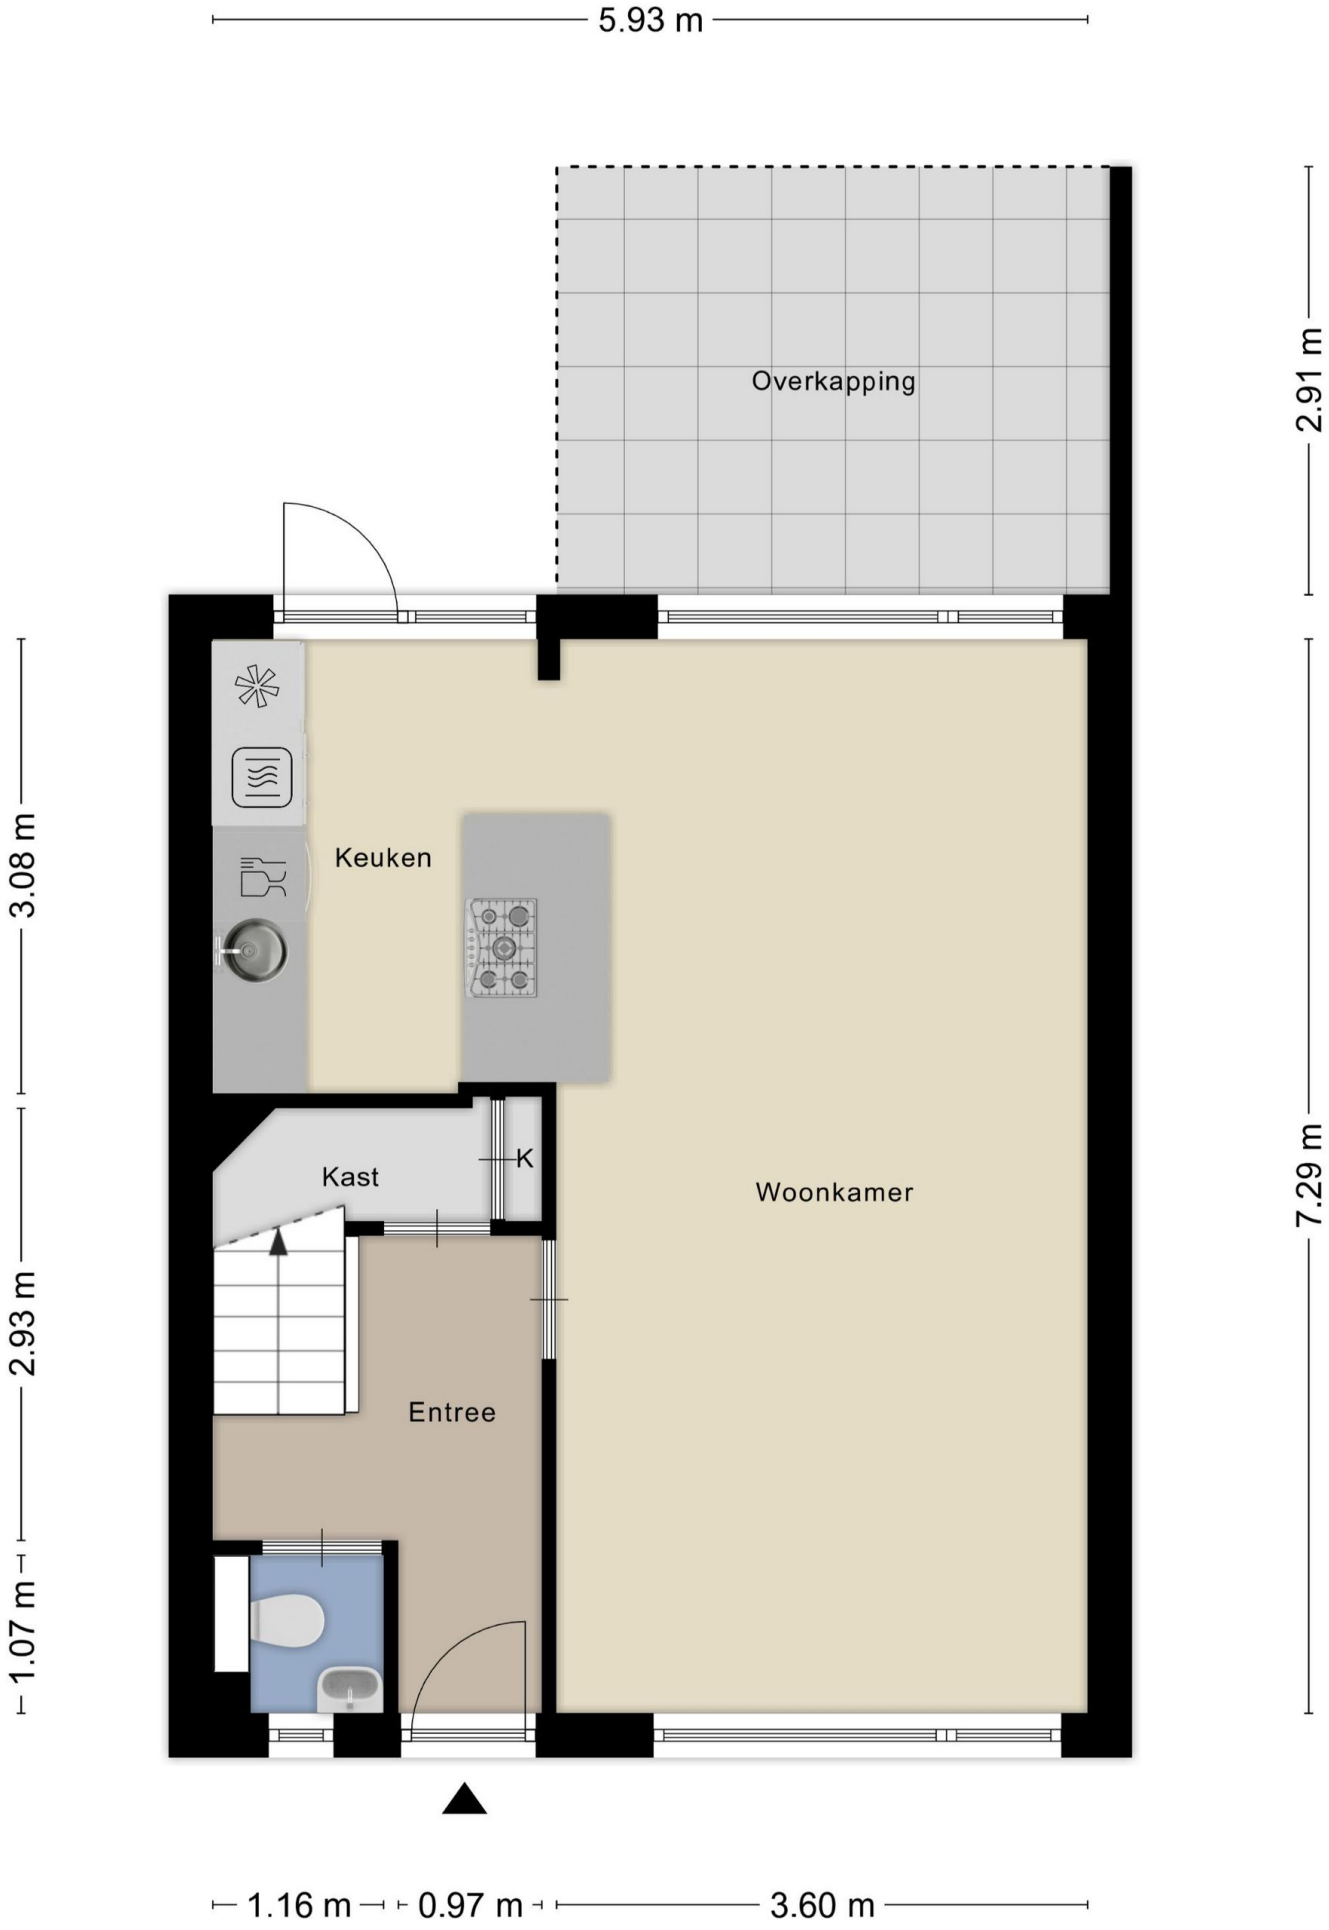 5.93 m
Overkapping
2.91 m
Keuken
3.08 m
Kast
K
Woonkamer
7.29 m
2.93 m
Entree
1.07 m
1.16 m
0.97 m
3.60 m